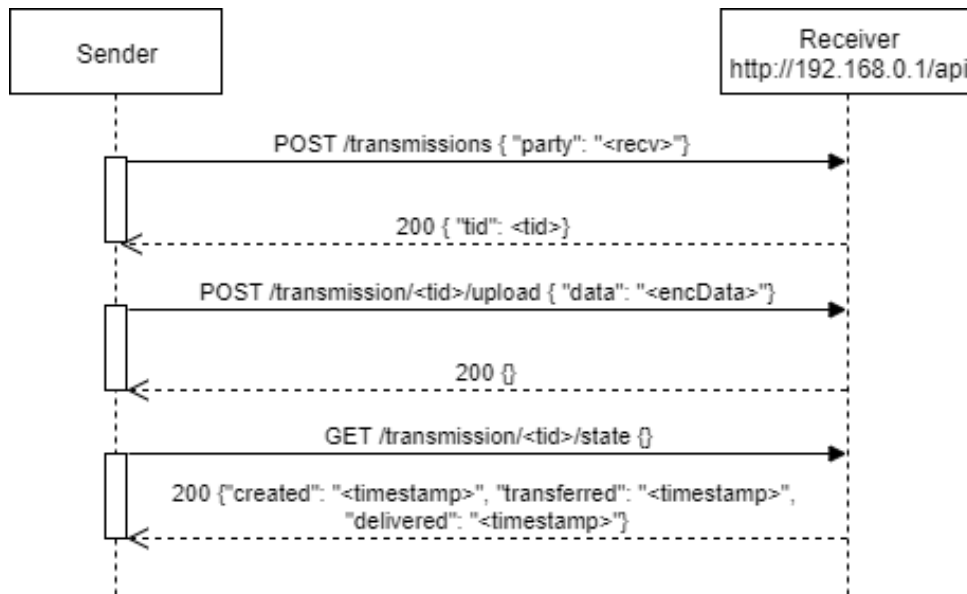 Sender
Receiver
http://192.168.0.1/api
POST /transmissions { "party": "<recv>"}
200 { "tid": <tid>}
POST /transmission/<tid>/upload { "data": "<encData>"}
200 {}
GET /transmission/<tid>/state {}
200 {"created": "<timestamp>", "transferred": "<timestamp>",
"delivered": "<timestamp>"}